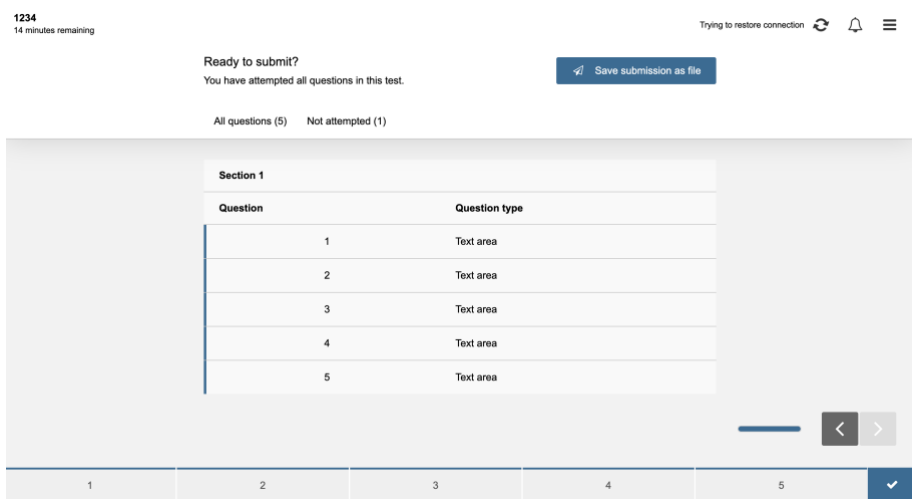 1234
14 minutes remaining
Trying to restore connection
Ready to submit?
You have attempted all questions in this test.
Save submission as file
All questions (5) Not attempted (1)
Section 1
Question Question type
1 Text area
2 Text area
3 Text area
4 Text area
5 Text area
1 2 3 4 5